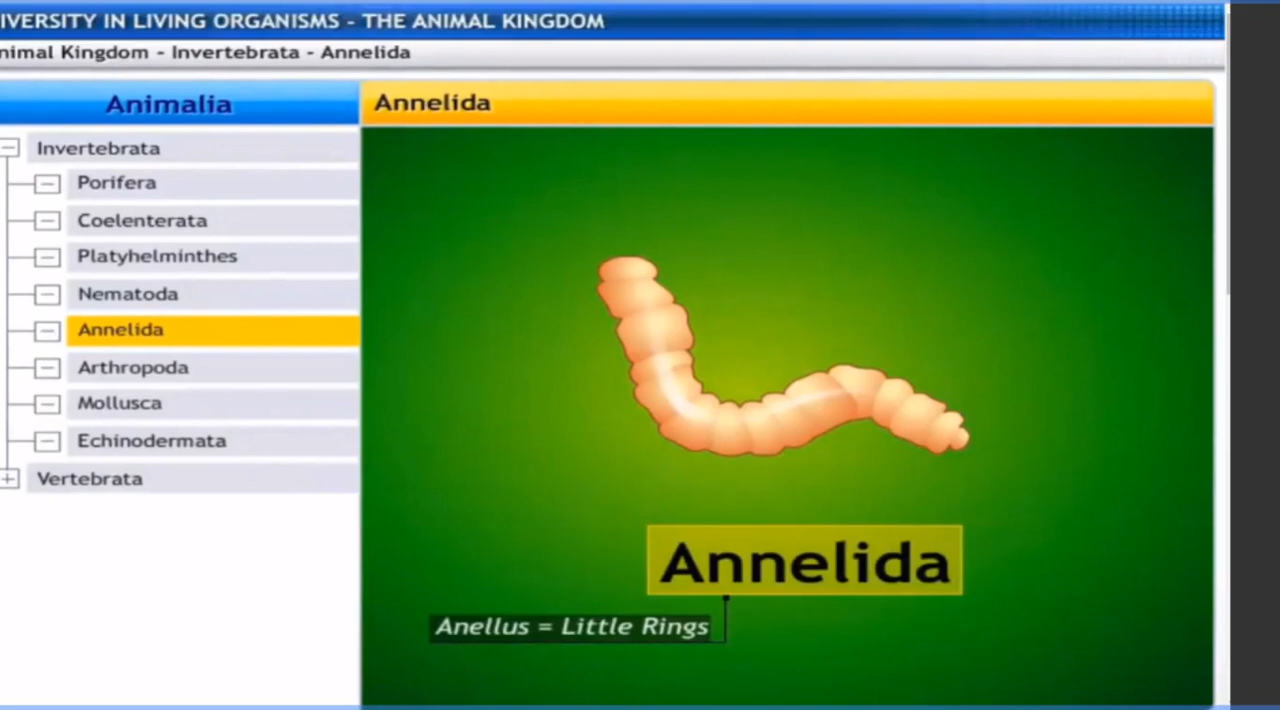 IVERSITY IN LIVING ORGANISMS - THE ANIMAL KINGDOM
nimal Kingdom - Invertebrata - Annelida
Animalia
Invertebrata
Porifera
Coelenterata
Platyhelminthes
Nematoda
Annelida
Arthropoda
Mollusca
Echinodermata
Vertebrata
Annelida
Annelida
Anellus = Little Rings